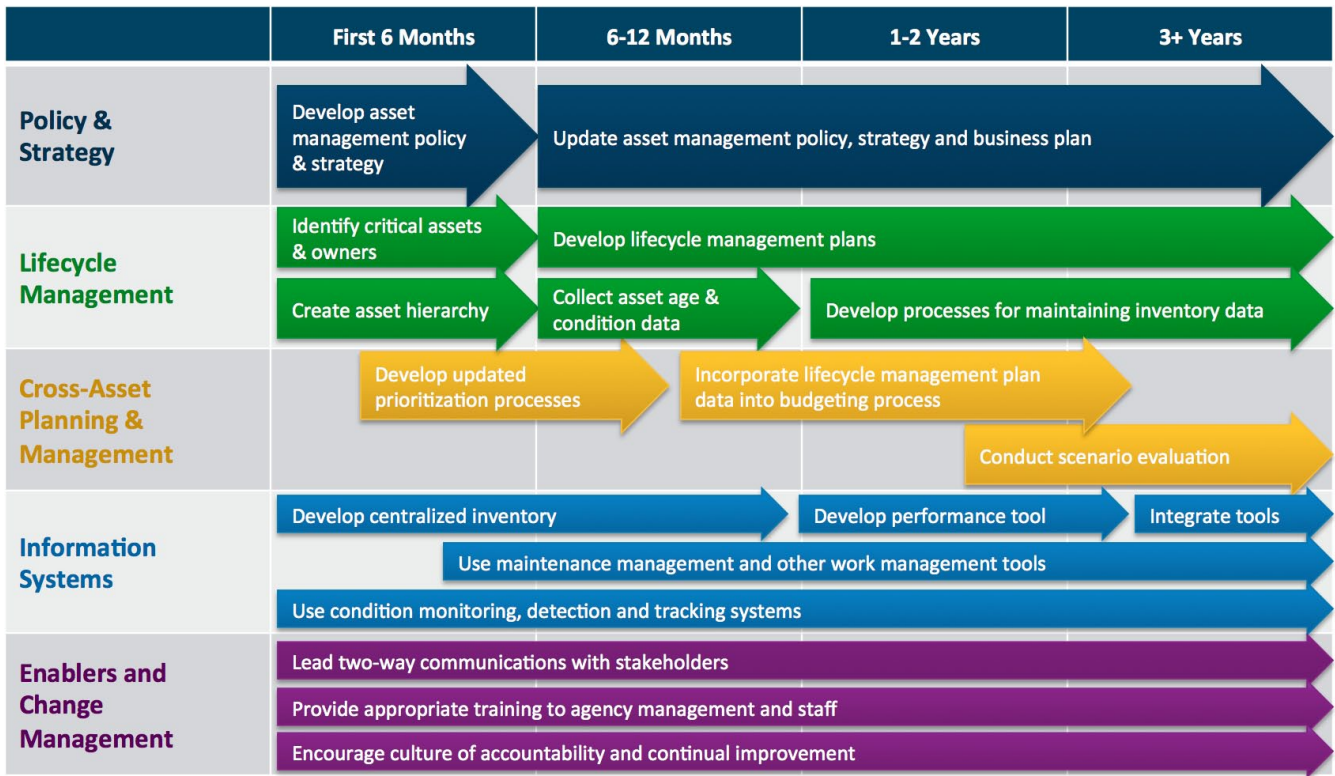 First 6 Months
6-12 Months
1-2 Years
3+ Years
Policy &
Strategy
Develop asset
management policy
& strategy
Update asset management policy, strategy and business plan
Lifecycle
Management
Identify critical assets
& owners
Develop lifecycle management plans
Create asset hierarchy
Collect asset age &
condition data
Develop processes for maintaining inventory data
Cross-Asset
Planning &
Management
Develop updated
prioritization processes
Incorporate lifecycle management plan
data into budgeting process
Conduct scenario evaluation
Information
Systems
Develop centralized inventory
Develop performance tool
Integrate tools
Use maintenance management and other work management tools
Use condition monitoring, detection and tracking systems
Enablers and
Change
Management
Lead two-way communications with stakeholders
Provide appropriate training to agency management and staff
Encourage culture of accountability and continual improvement